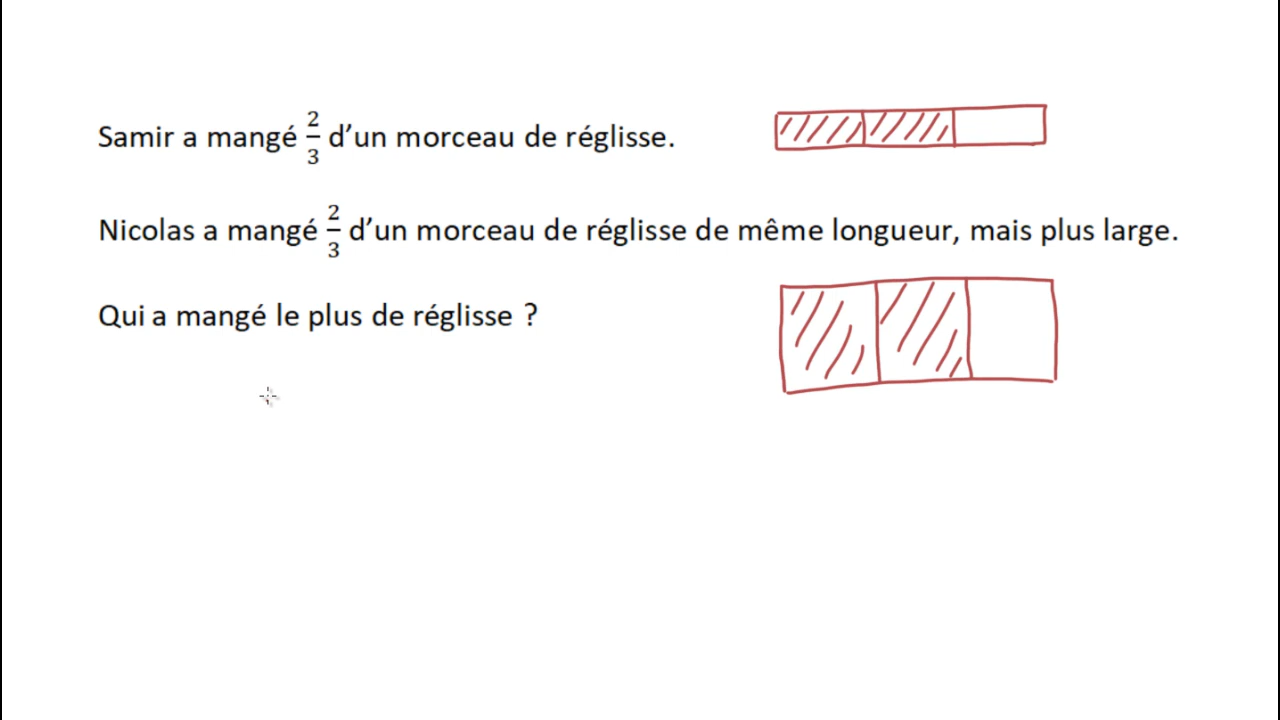 Samir a mangé 2/3 d’un morceau de réglisse.
Nicolas a mangé 2/3 d’un morceau de réglisse de même longueur, mais plus large.
Qui a mangé le plus de réglisse ?